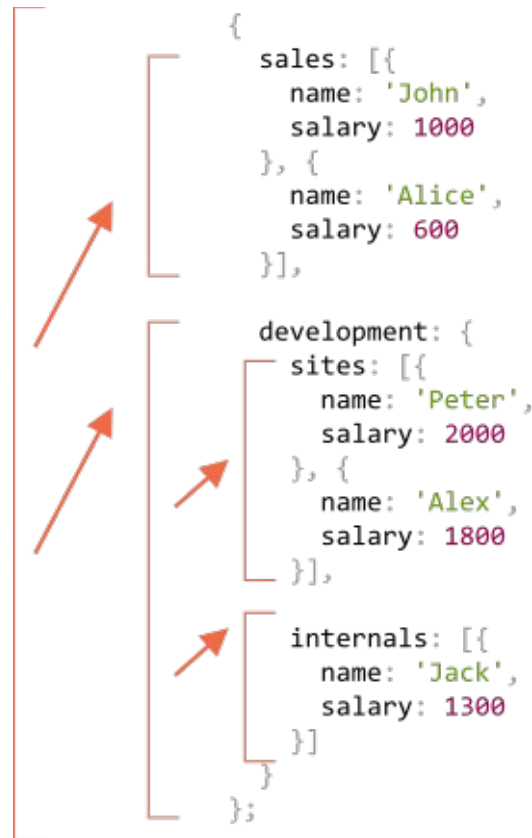 {
sales: [{
name: 'John',
salary: 1000
}, {
name: 'Alice',
salary: 600
}],
development: {
sites: [{
name: 'Peter',
salary: 2000
}, {
name: 'Alex',
salary: 1800
}],
internals: [{
name: 'Jack',
salary: 1300
}]
}
};